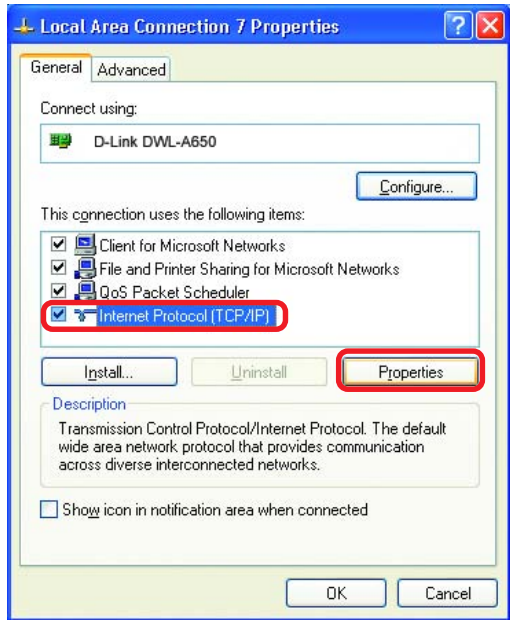 Local Area Connection 7 Properties
General Advanced
Connect using:
D-Link DWL-A650
Configure...
This connection uses the following items:
Client for Microsoft Networks
File and Printer Sharing for Microsoft Networks
QoS Packet Scheduler
Internet Protocol (TCP/IP)
Install... Uninstall Properties
Description
Transmission Control Protocol/Internet Protocol. The default
wide area network protocol that provides communication
across diverse interconnected networks.
Show icon in notification area when connected
OK Cancel